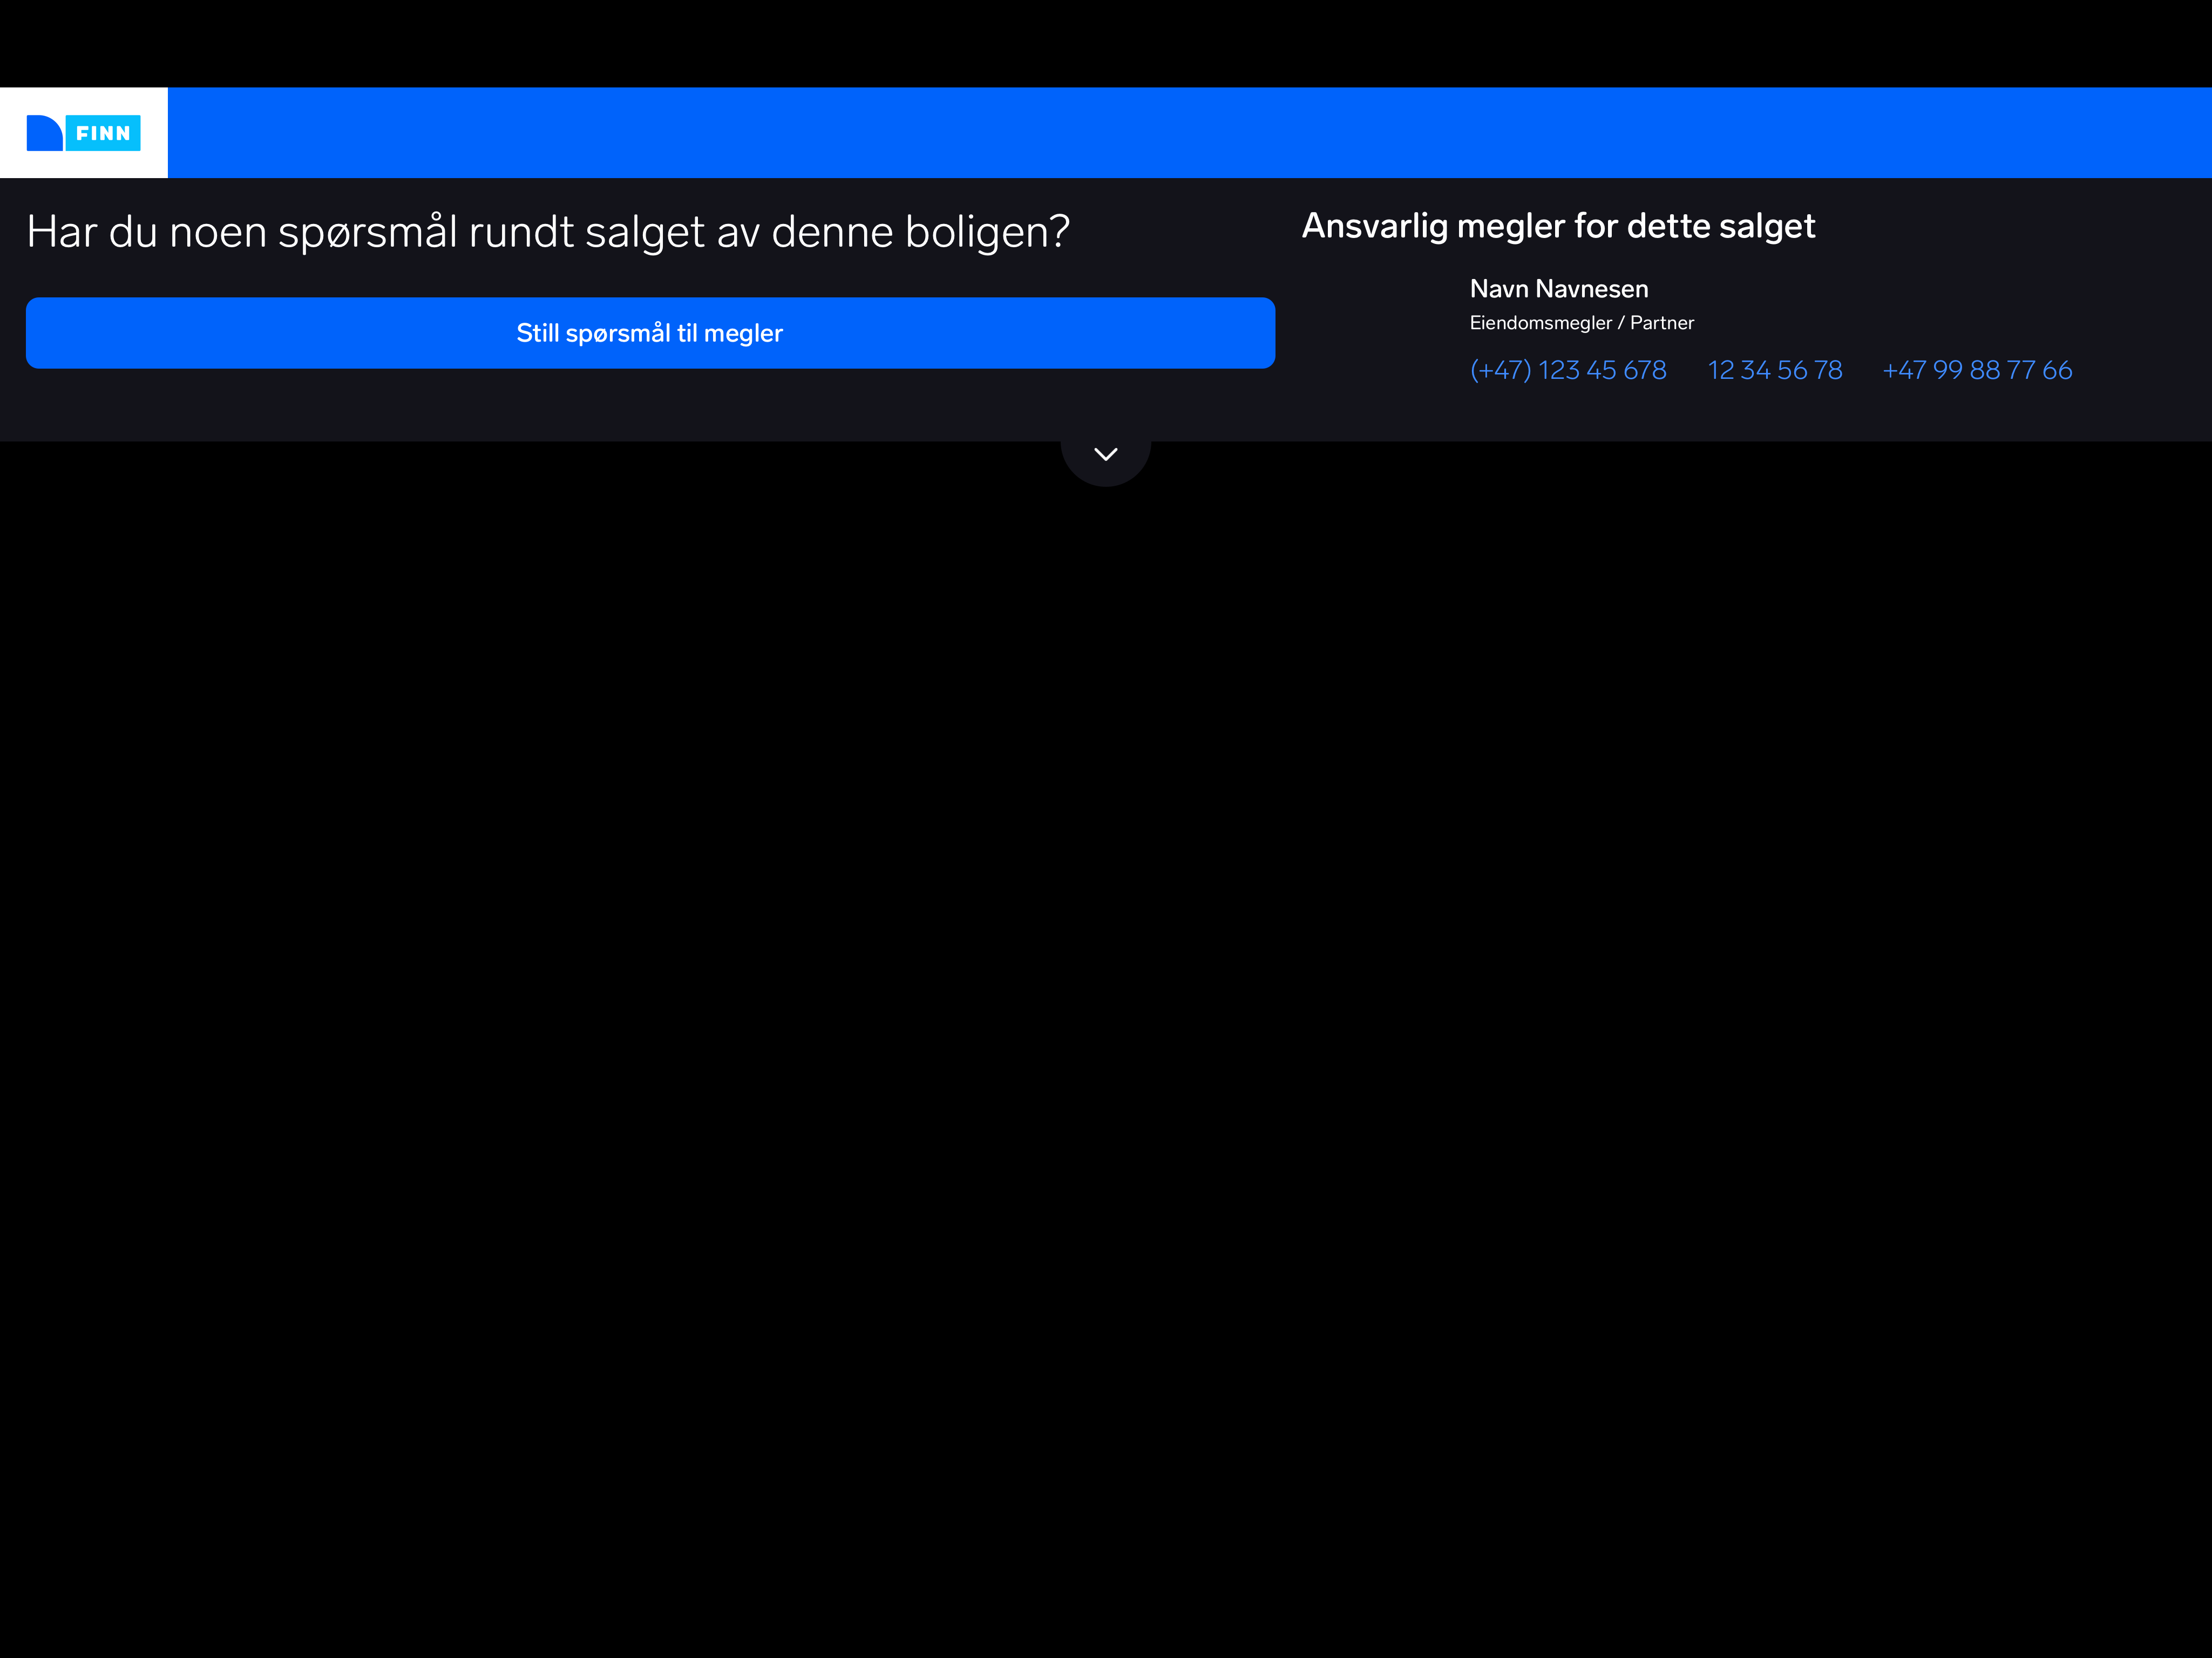 FINN
Har du noen spørsmål rundt salget av denne boligen?
Still spørsmål til megler
Ansvarlig megler for dette salget
Navn Navnesen
Eiendomsmegler / Partner
(+47) 123 45 678 12 34 56 78 +47 99 88 77 66